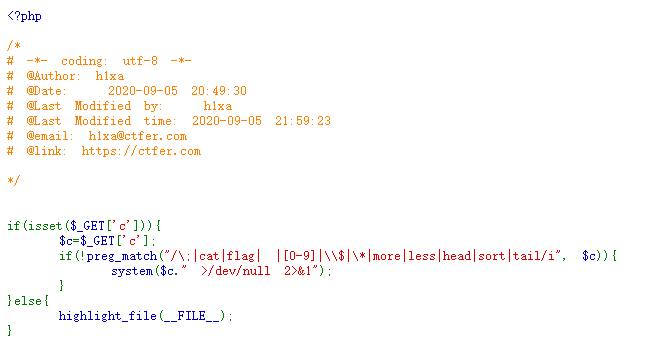 <?php
/*
# -*- coding: utf-8 -*-
# @Author: h1xa
# @Date:   2020-09-05 20:49:30
# @Last Modified by:   h1xa
# @Last Modified time: 2020-09-05 21:59:23
# @email: h1xa@ctfer.com
# @link: https://ctfer.com
*/
if(isset($_GET['c'])){
    $c=$_GET['c'];
    if(!preg_match("/\;|cat|flag| |[0-9]|\\$|\*|more|less|head|sort|tail/i", $c)){
        system($c." >/dev/null 2>&1");
    }
}else{
    highlight_file(__FILE__);
}